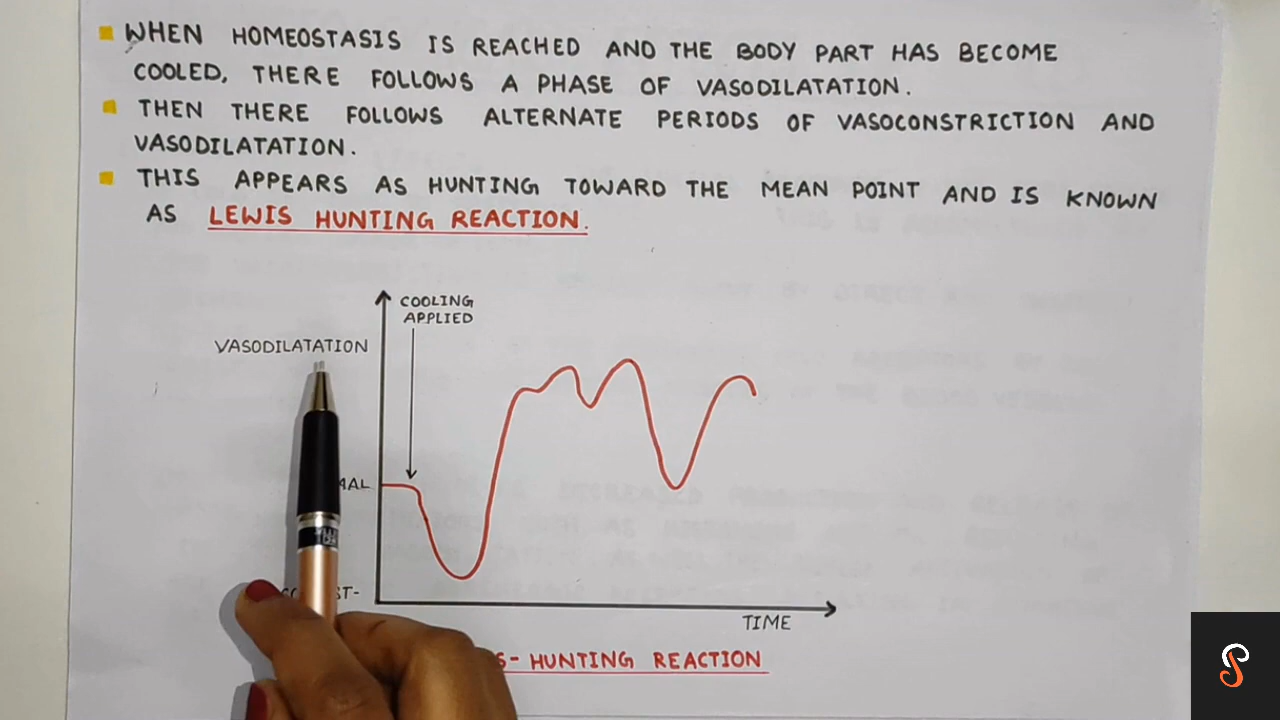 WHEN HOMEOSTASIS IS REACHED AND THE BODY PART HAS BECOME
COOLED, THERE FOLLOWS A PHASE OF VASODILATATION.
THEN THERE FOLLOWS ALTERNATE PERIODS OF VASOCONSTRICTION AND
VASODILATATION.
THIS APPEARS AS HUNTING TOWARD THE MEAN POINT AND IS KNOWN
AS LEWIS HUNTING REACTION.
COOLING
APPLIED
VASODILATATION
TIME
HUNTING REACTION